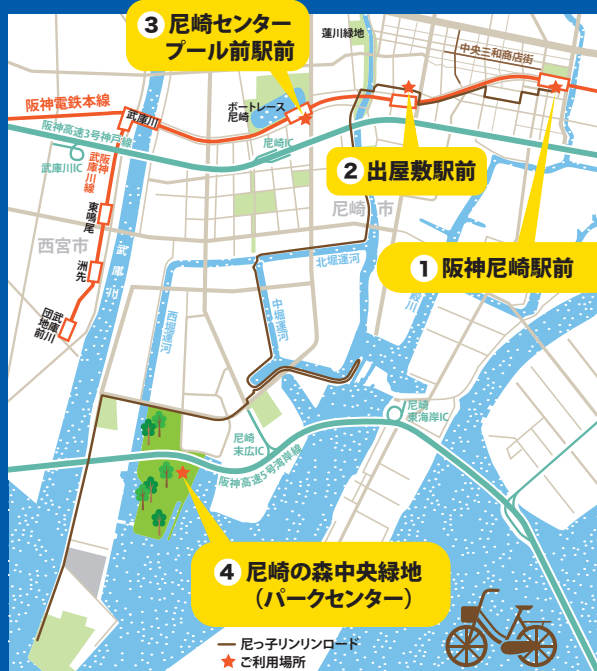 3 尼崎センター
プール前駅前
蓮川緑地
中央三和商店街
阪神電鉄本線
武庫川
ボートレース
尼崎
阪神高速3号神戸線
武庫川IC
阪神
武庫川線
尼崎IC
2 出屋敷駅前
東鳴尾
尼崎市
西宮市
武庫川
1 阪神尼崎駅前
洲先
北堀運河
武庫川
団地前
西堀運河
中堀運河
尼崎
東海岸IC
尼崎
末広IC
阪神高速5号湾岸線
4 尼崎の森中央緑地
(パークセンター)
尼っ子リンリンロード
ご利用場所